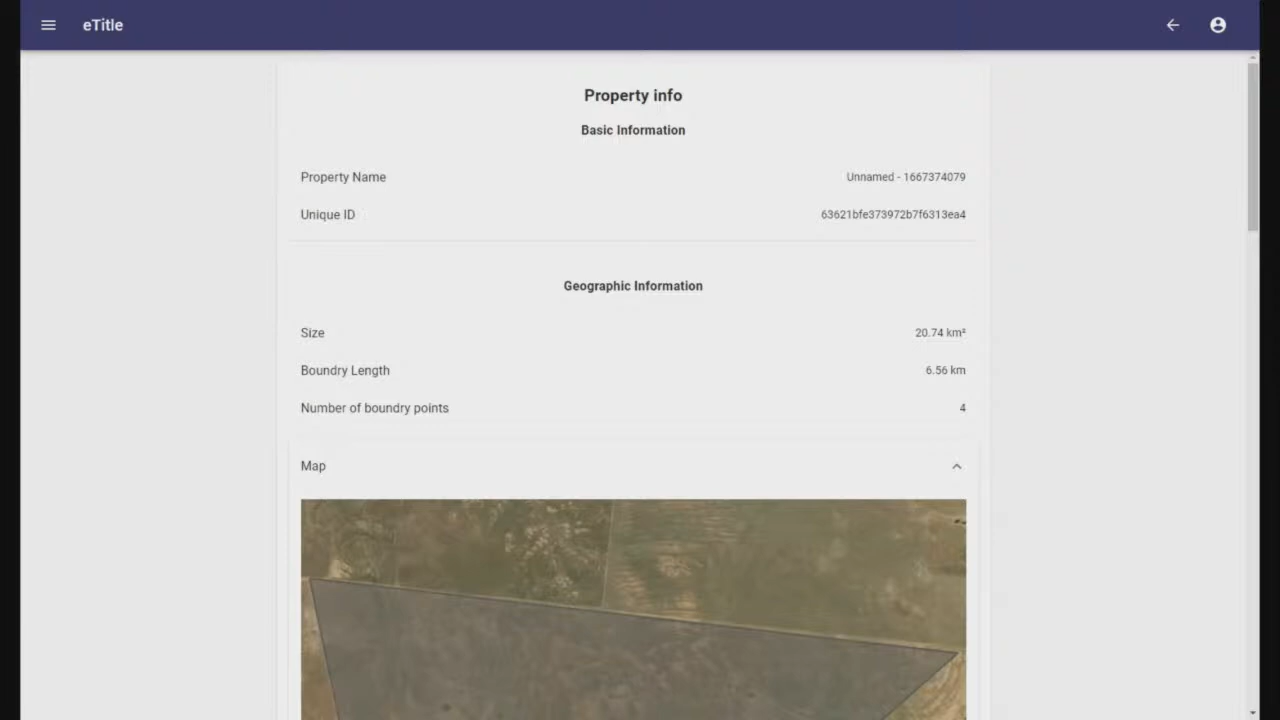 eTitle
Property info
Basic Information
Property Name Unnamed - 1667374079
Unique ID 63621bfe373972b7f6313ea4
Geographic Information
Size 20.74 km²
Boundry Length 6.56 km
Number of boundry points 4
Map